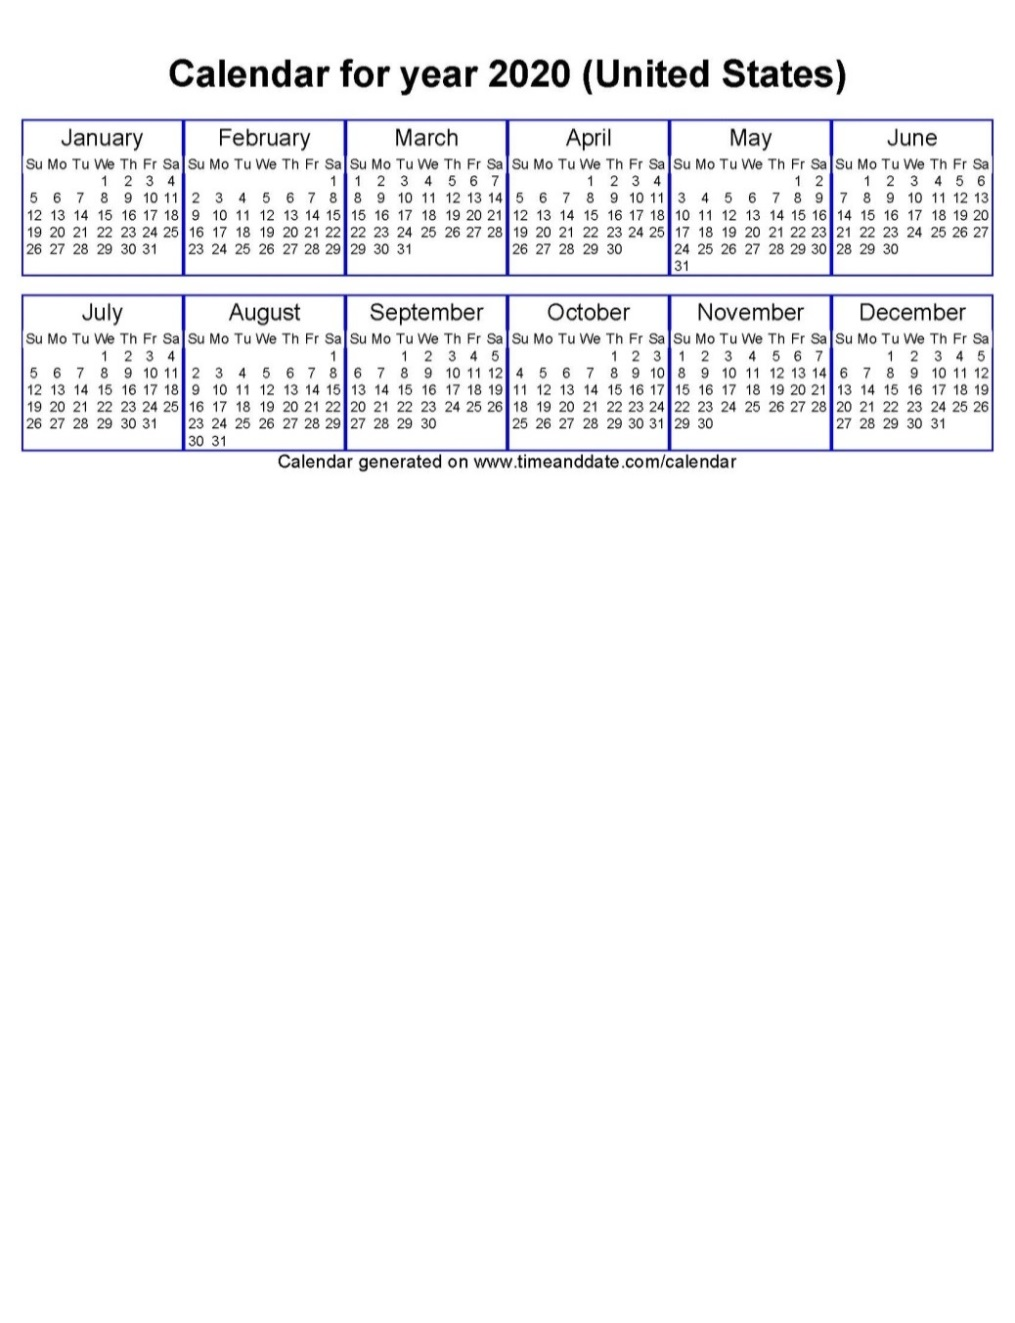 Calendar for year 2020 (United States)
January February March April May June
Su Mo Tu We Th Fr Sa Su Mo Tu We Th Fr Sa Su Mo Tu We Th Fr Sa Su Mo Tu We Th Fr Sa Su Mo Tu We Th Fr Sa Su Mo Tu We Th Fr Sa
1 2 3 4 1 1 2 3 4 5 6 7 1 2 3 4 1 2 1 2 3 4 5 6
5 6 7 8 9 10 11 2 3 4 5 6 7 8 8 9 10 11 12 13 14 5 6 7 8 9 10 11 3 4 5 6 7 8 9 7 8 9 10 11 12 13
12 13 14 15 16 17 18 9 10 11 12 13 14 15 15 16 17 18 19 20 21 12 13 14 15 16 17 18 10 11 12 13 14 15 16 14 15 16 17 18 19 20
19 20 21 22 23 24 25 16 17 18 19 20 21 22 22 23 24 25 26 27 28 19 20 21 22 23 24 25 17 18 19 20 21 22 23 21 22 23 24 25 26 27
26 27 28 29 30 31 23 24 25 26 27 28 29 29 30 31 26 27 28 29 30 24 25 26 27 28 29 30 28 29 30
31
July August September October November December
Su Mo Tu We Th Fr Sa Su Mo Tu We Th Fr Sa Su Mo Tu We Th Fr Sa Su Mo Tu We Th Fr Sa Su Mo Tu We Th Fr Sa Su Mo Tu We Th Fr Sa
1 2 3 4 1 1 2 3 4 5 1 2 3 1 2 3 4 5 6 7 1 2 3 4 5
5 6 7 8 9 10 11 2 3 4 5 6 7 8 6 7 8 9 10 11 12 4 5 6 7 8 9 10 8 9 10 11 12 13 14 6 7 8 9 10 11 12
12 13 14 15 16 17 18 9 10 11 12 13 14 15 13 14 15 16 17 18 19 11 12 13 14 15 16 17 15 16 17 18 19 20 21 13 14 15 16 17 18 19
19 20 21 22 23 24 25 16 17 18 19 20 21 22 20 21 22 23 24 25 26 18 19 20 21 22 23 24 22 23 24 25 26 27 28 20 21 22 23 24 25 26
26 27 28 29 30 31 23 24 25 26 27 28 29 27 28 29 30 25 26 27 28 29 30 31 29 30 27 28 29 30 31
30 31
Calendar generated on www.timeanddate.com/calendar